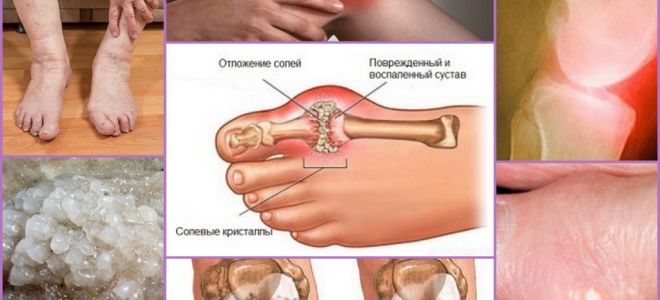 Отложение солей
Поврежденный и
воспаленный сустав
Солевые кристаллы